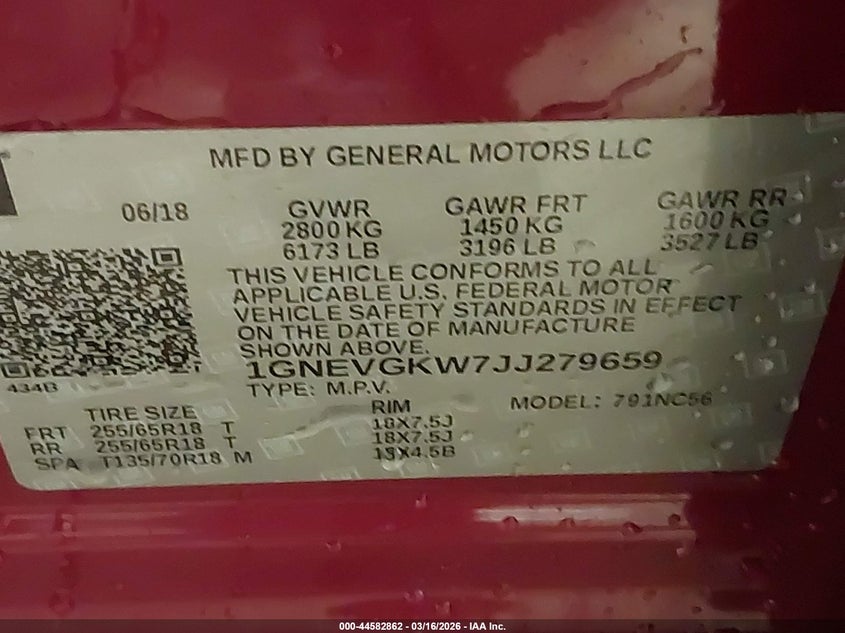 MFD BY GENERAL MOTORS LLC
06/18 GVWR GAWR FRT GAWR RR
2800 KG 1450 KG 1600 KG
6173 LB 3196 LB 3527 LB
THIS VEHICLE CONFORMS TO ALL
APPLICABLE U.S. FEDERAL MOTOR
VEHICLE SAFETY STANDARDS IN EFFECT
ON THE DATE OF MANUFACTURE
SHOWN ABOVE.
1GNEVGKW7JJ279659
434B
TYPE: M.P.V.
MODEL: 791NC56
TIRE SIZE RIM
FRT 255/65R18 T 18X7.5J
RR 255/65R18 T 18X7.5J
SPA T135/70R18 M 18X4.5B
000-44582862 - 03/16/2026 - IAA Inc.